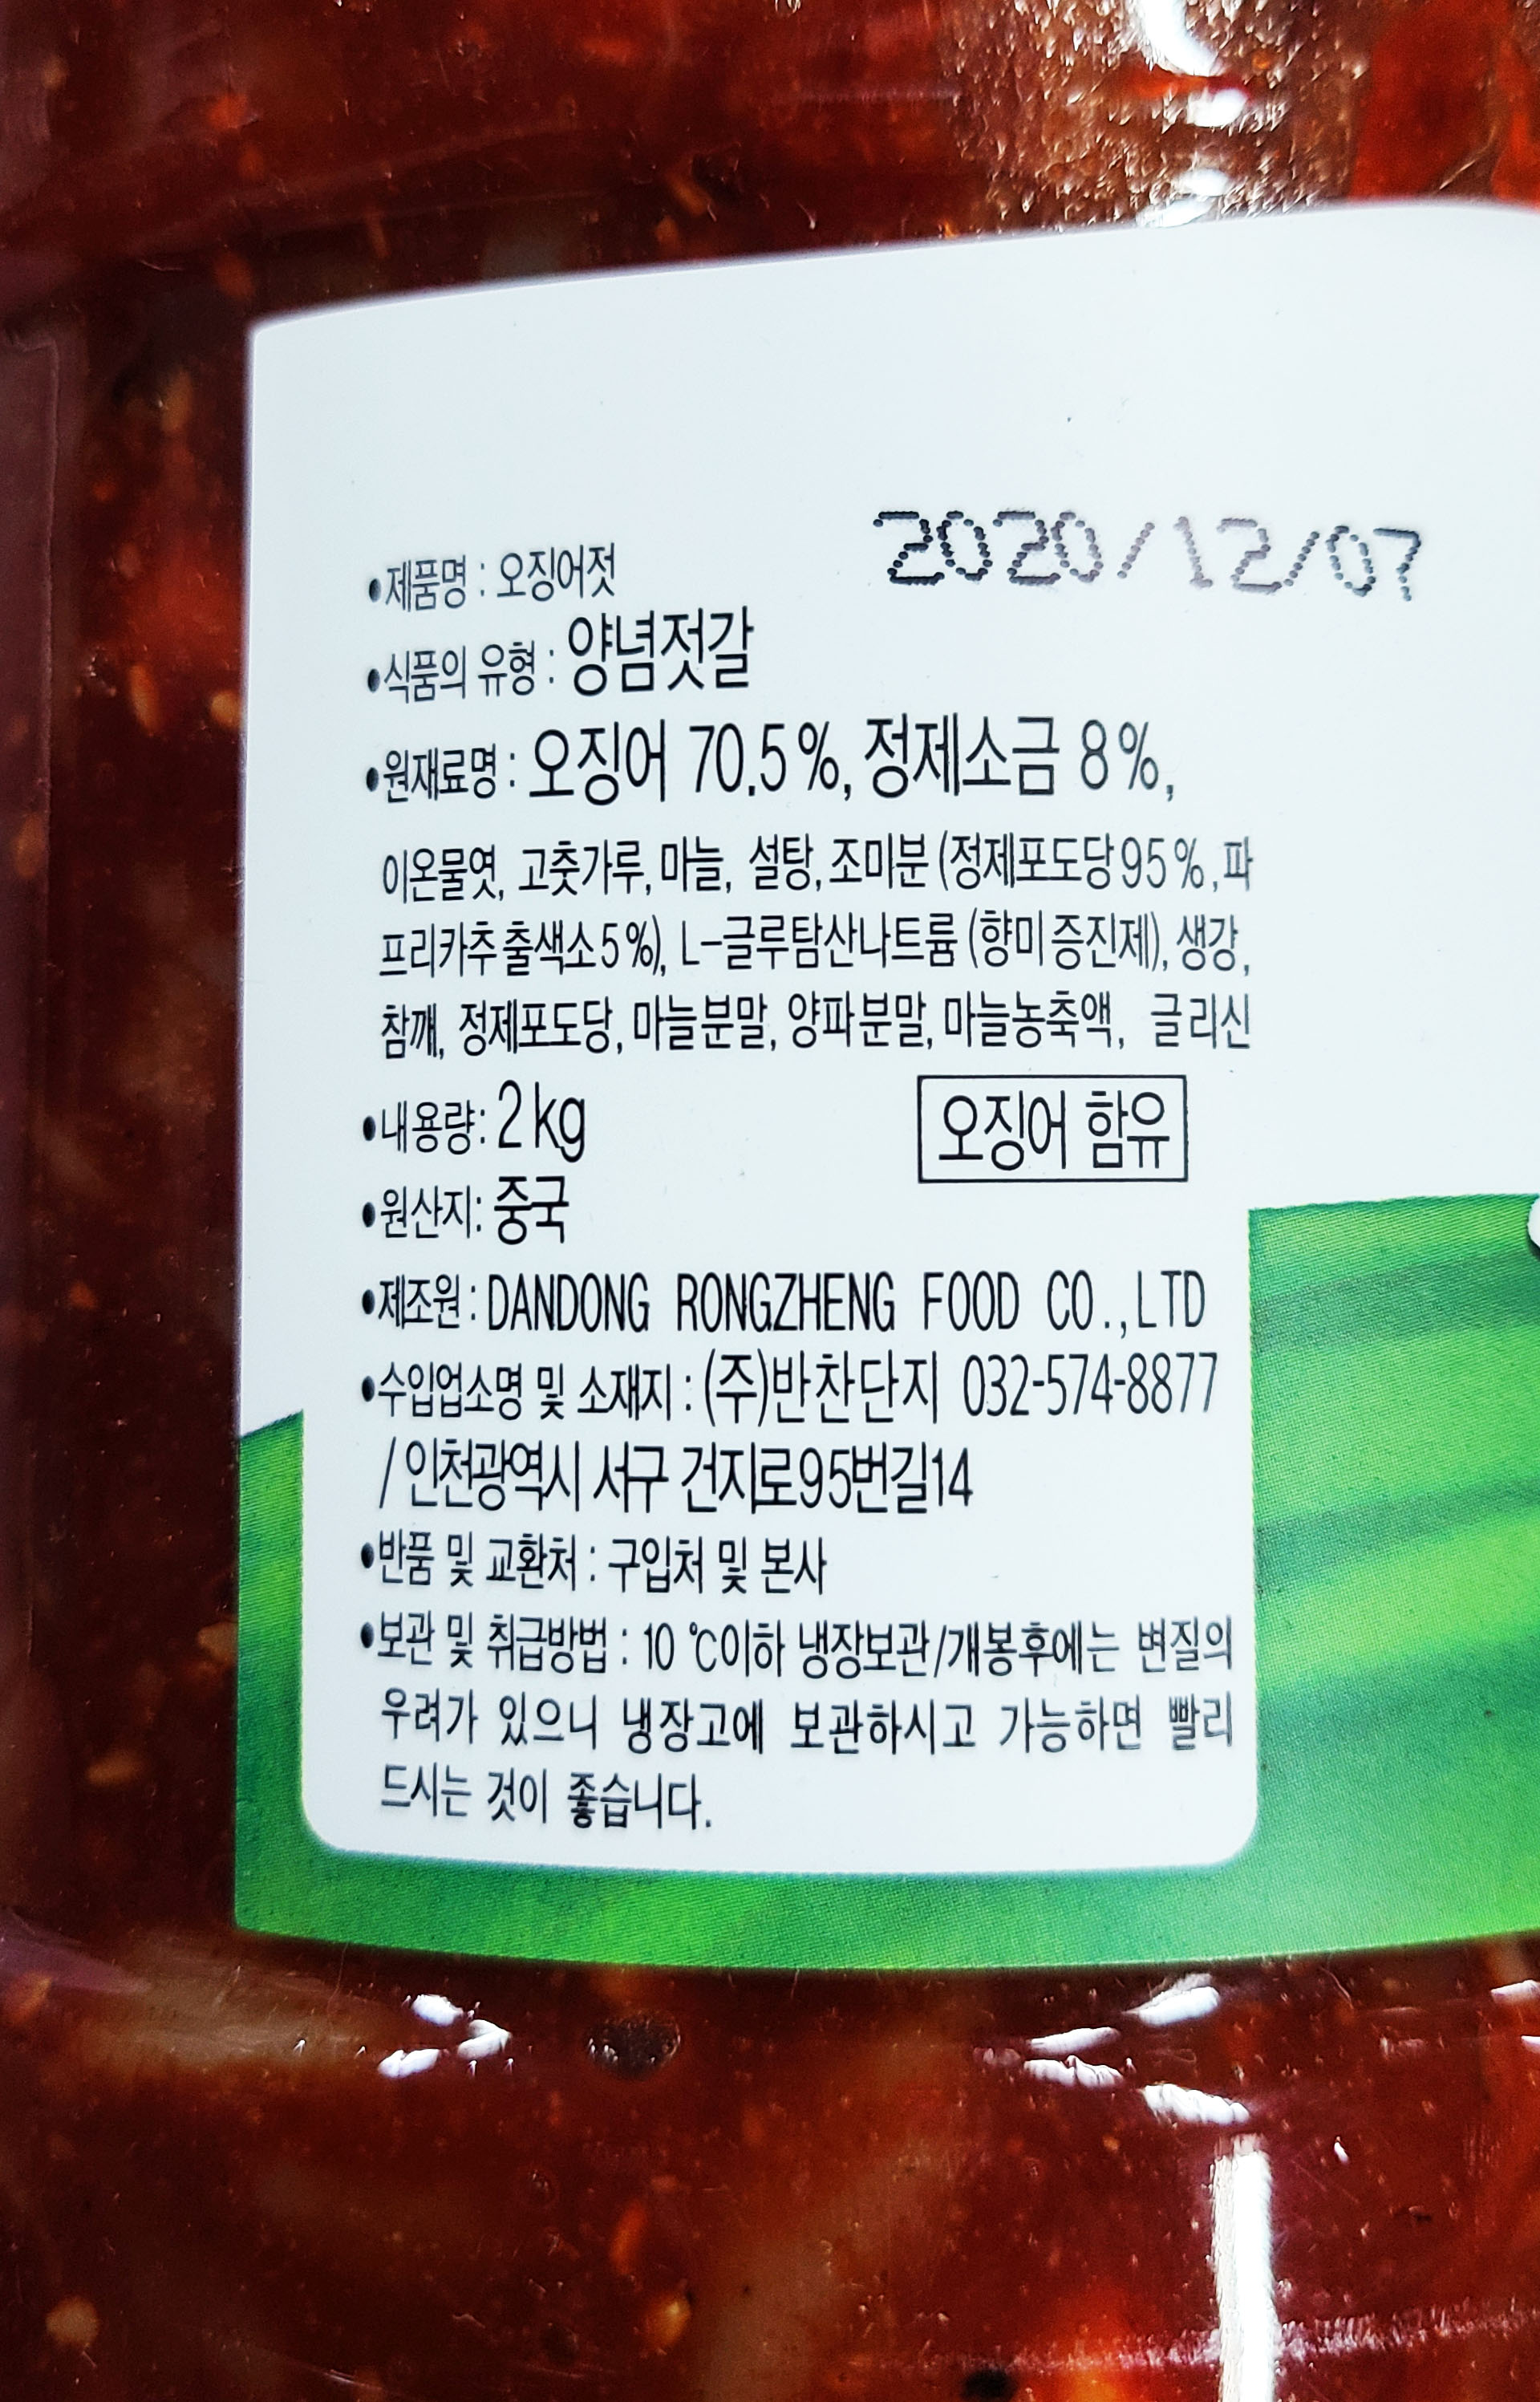 2020/12/07
•제품명 : 오징어젓
•식품의 유형 : 양념젓갈
•원재료명 : 오징어 70.5%, 정제소금 8%,
이온물엿, 고춧가루, 마늘, 설탕, 조미분(정제포도당95%, 파
프리카추출색소5%), L-글루탐산나트륨(향미증진제), 생강,
참깨, 정제포도당, 마늘분말, 양파분말, 마늘농축액, 글리신
•내용량: 2kg
오징어 함유
•원산지: 중국
•제조원 : DANDONG RONGZHENG FOOD CO.,LTD
•수입업소명 및 소재지 : (주)반찬단지 032-574-8877
/ 인천광역시 서구 건지로95번길14
•반품 및 교환처 : 구입처 및 본사
•보관 및 취급방법 : 10 ℃이하 냉장보관/개봉후에는 변질의
우려가 있으니 냉장고에 보관하시고 가능하면 빨리
드시는 것이 좋습니다.